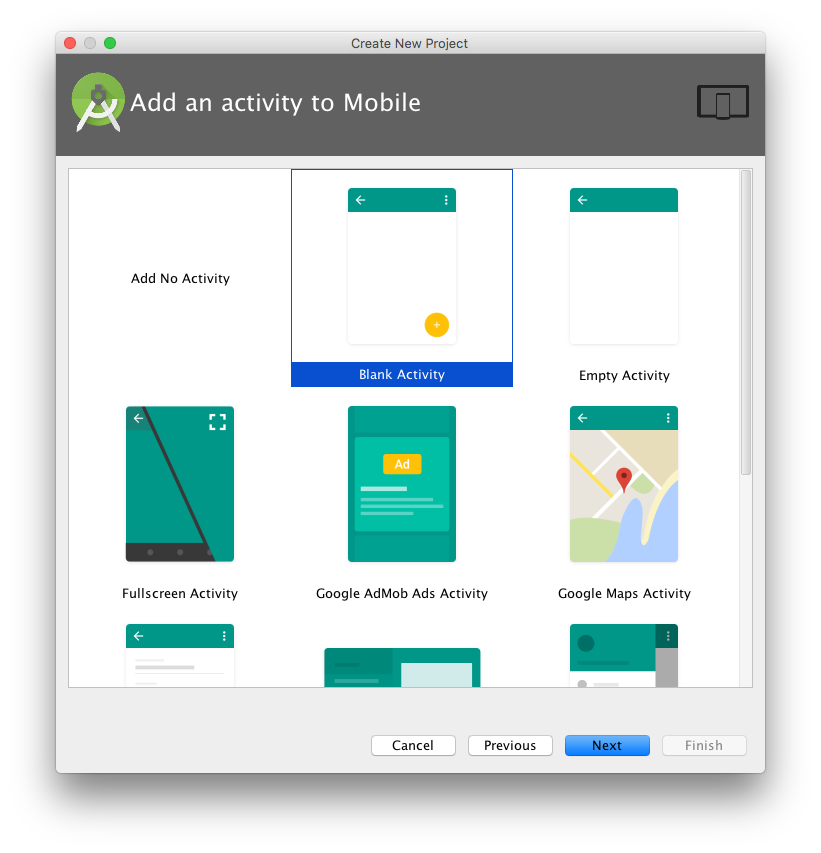 Create New Project
Add an activity to Mobile
Add No Activity
Blank Activity
Empty Activity
Ad
Fullscreen Activity
Google AdMob Ads Activity
Google Maps Activity
Cancel
Previous
Next
Finish